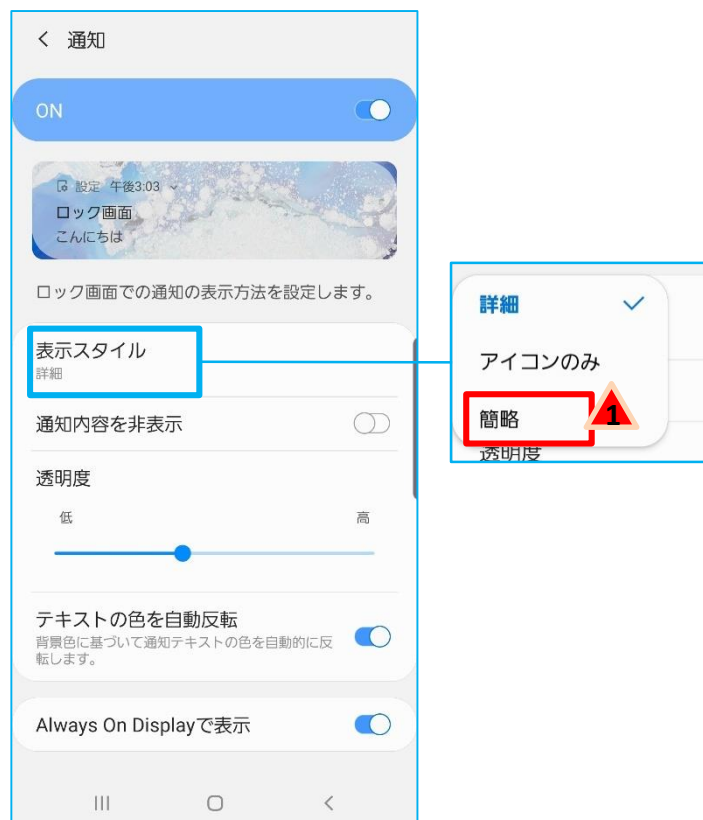 通知
ON
設定 午後3:03
ロック画面
こんにちは
ロック画面での通知の表示方法を設定します。
表示スタイル
詳細
通知内容を非表示
透明度
低 高
テキストの色を自動反転
背景色に基づいて通知テキストの色を自動的に反
転します。
Always On Displayで表示
詳細
アイコンのみ
簡略 1
透明度